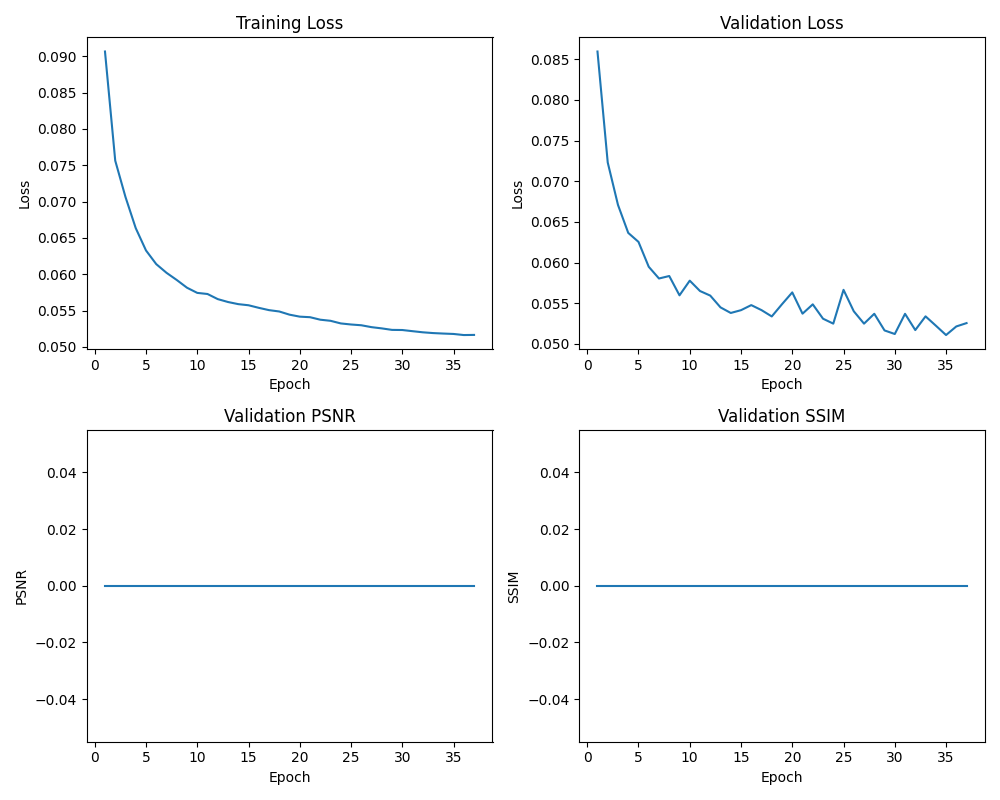 Training Loss
0.090
0.085
0.080
0.075
0.070
0.065
0.060
0.055
0.050
Loss
0 5 10 15 20 25 30 35
Epoch
Validation Loss
0.085
0.080
0.075
0.070
0.065
0.060
0.055
0.050
Loss
0 5 10 15 20 25 30 35
Epoch
Validation PSNR
0.04
0.02
0.00
−0.02
−0.04
PSNR
0 5 10 15 20 25 30 35
Epoch
Validation SSIM
0.04
0.02
0.00
−0.02
−0.04
SSIM
0 5 10 15 20 25 30 35
Epoch